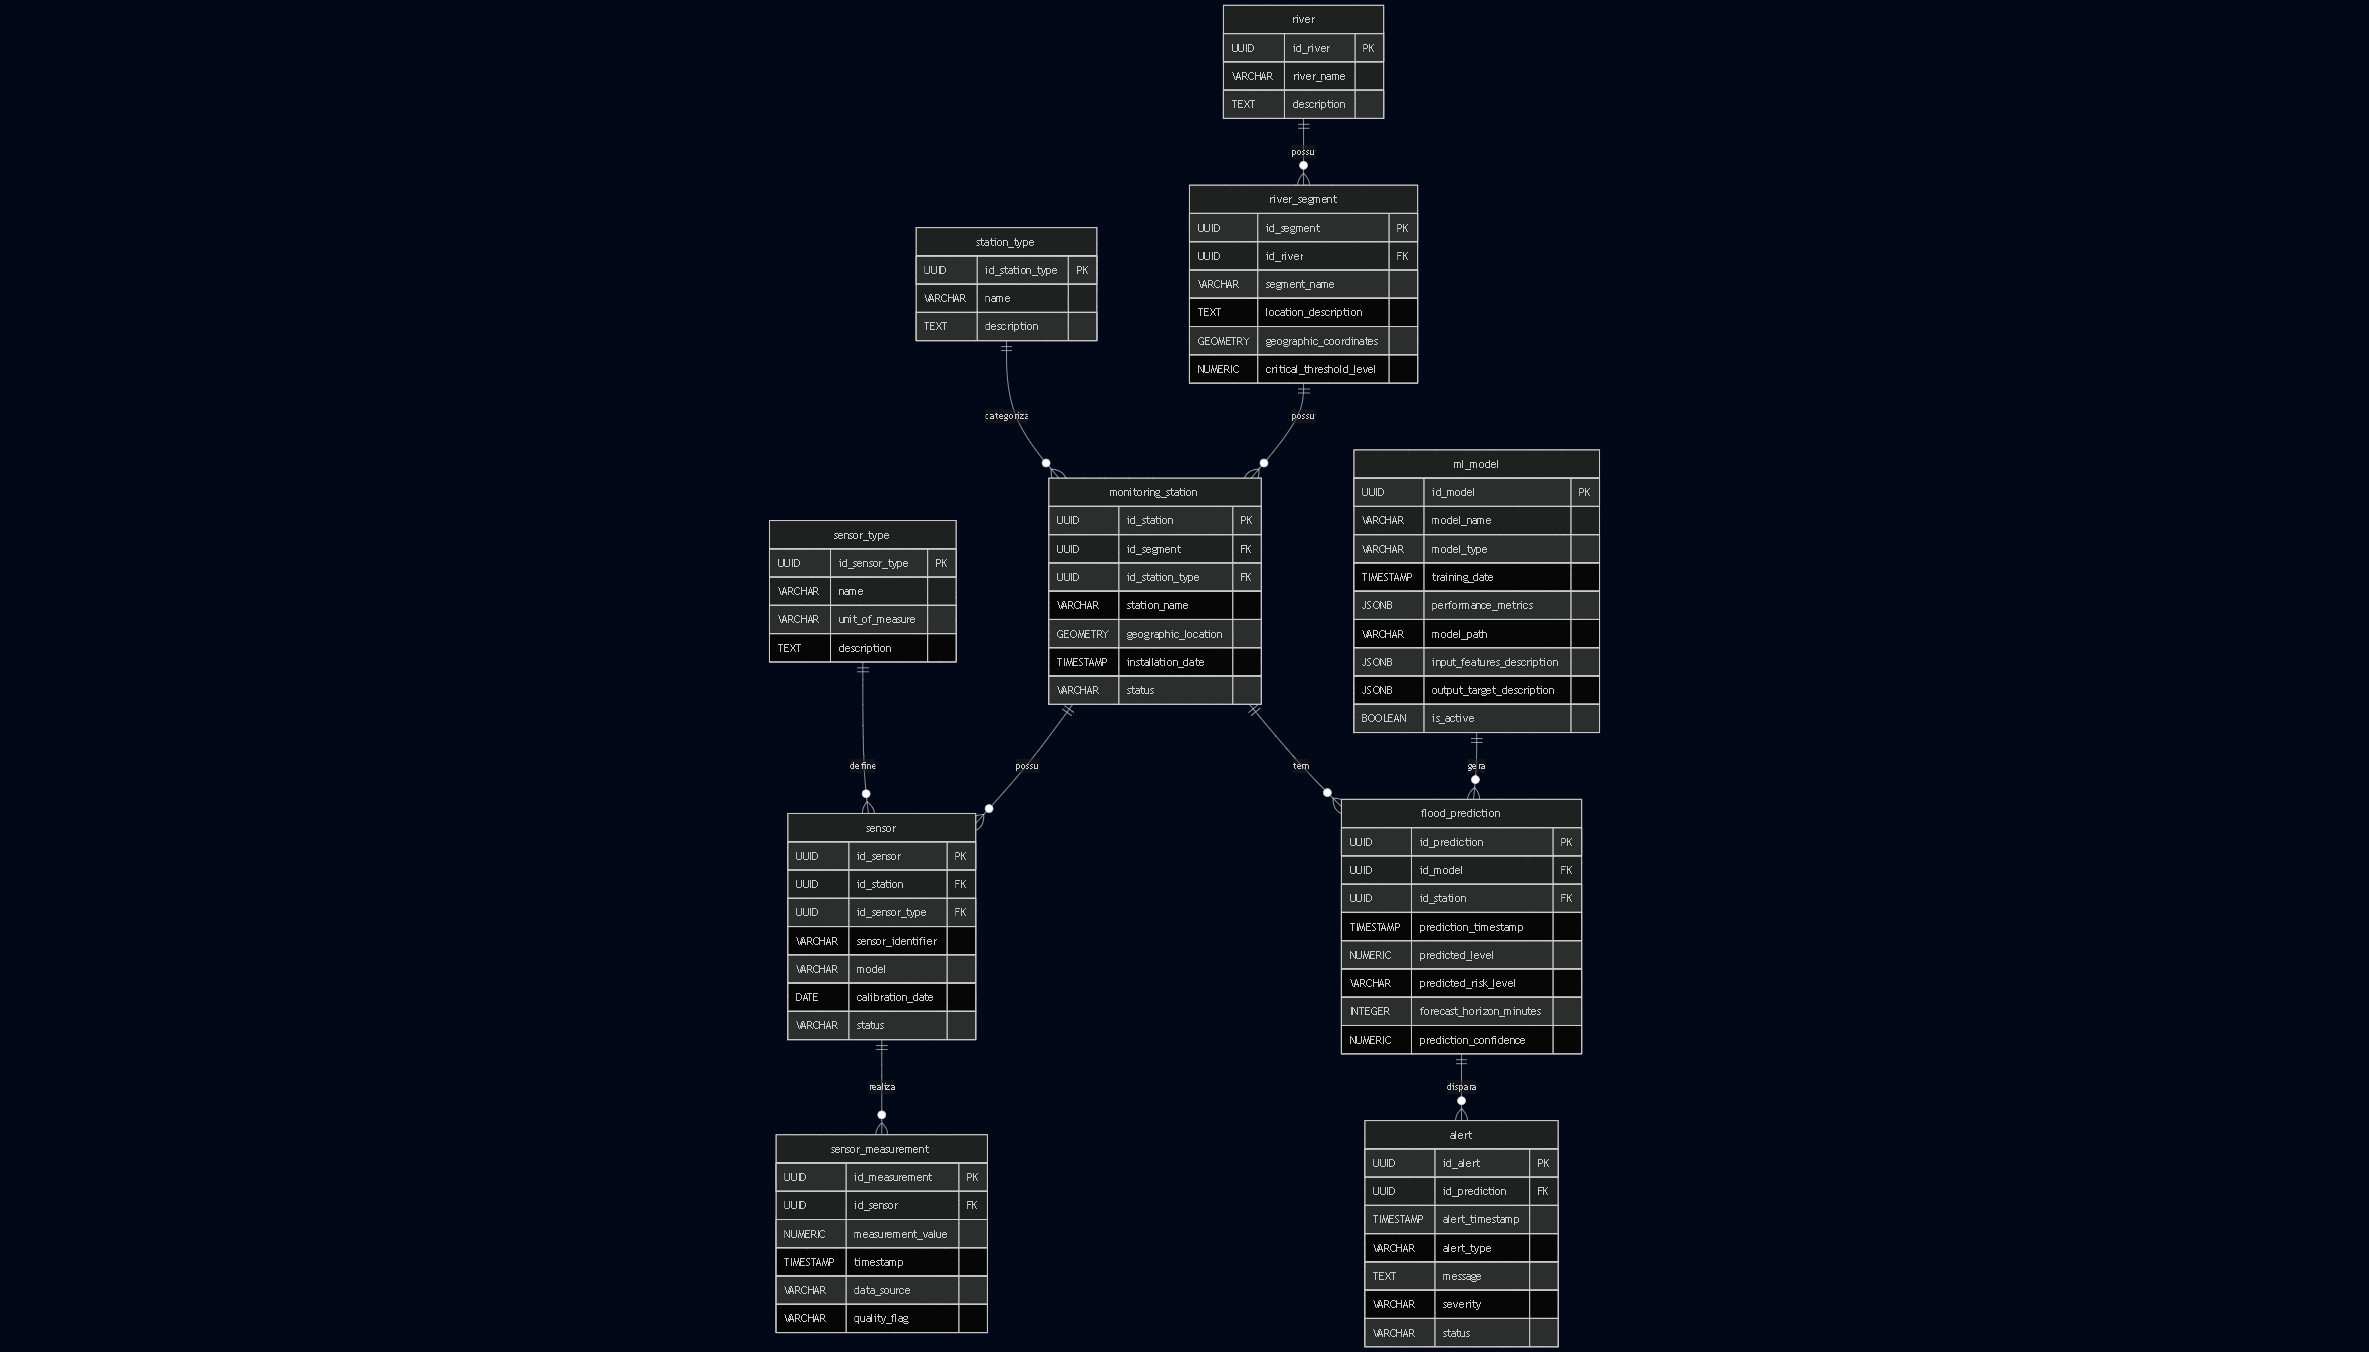 river
UUID id_river PK
VARCHAR river_name
TEXT description
possu
river_segment
UUID id_segment PK
UUID id_river FK
VARCHAR segment_name
TEXT location_description
GEOMETRY geographic_coordinates
NUMERIC critical_threshold_level
station_type
UUID id_station_type PK
VARCHAR name
TEXT description
categoriza
possu
monitoring_station
UUID id_station PK
UUID id_segment FK
UUID id_station_type FK
VARCHAR station_name
GEOMETRY geographic_location
TIMESTAMP installation_date
VARCHAR status
ml_model
UUID id_model PK
VARCHAR model_name
VARCHAR model_type
TIMESTAMP training_date
JSONB performance_metrics
VARCHAR model_path
JSONB input_features_description
JSONB output_target_description
BOOLEAN is_active
sensor_type
UUID id_sensor_type PK
VARCHAR name
VARCHAR unit_of_measure
TEXT description
define
possu
tem
gera
sensor
UUID id_sensor PK
UUID id_station FK
UUID id_sensor_type FK
VARCHAR sensor_identifier
VARCHAR model
DATE calibration_date
VARCHAR status
flood_prediction
UUID id_prediction PK
UUID id_model FK
UUID id_station FK
TIMESTAMP prediction_timestamp
NUMERIC predicted_level
VARCHAR predicted_risk_level
INTEGER forecast_horizon_minutes
NUMERIC prediction_confidence
realiza
dispara
sensor_measurement
UUID id_measurement PK
UUID id_sensor FK
NUMERIC measurement_value
TIMESTAMP timestamp
VARCHAR data_source
VARCHAR quality_flag
alert
UUID id_alert PK
UUID id_prediction FK
TIMESTAMP alert_timestamp
VARCHAR alert_type
TEXT message
VARCHAR severity
VARCHAR status